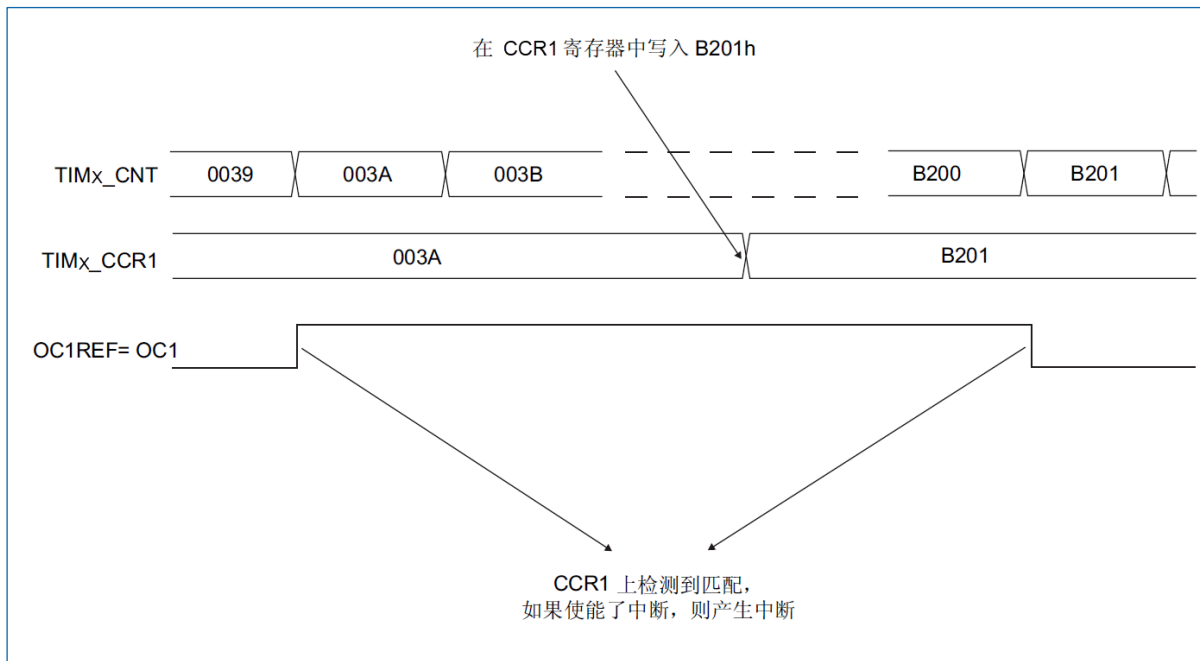 在 CCR1 寄存器中写入 B201h
TIMx_CNT 0039 003A 003B B200 B201
TIMx_CCR1 003A B201
OC1REF= OC1
CCR1 上检测到匹配，
如果使能了中断，则产生中断